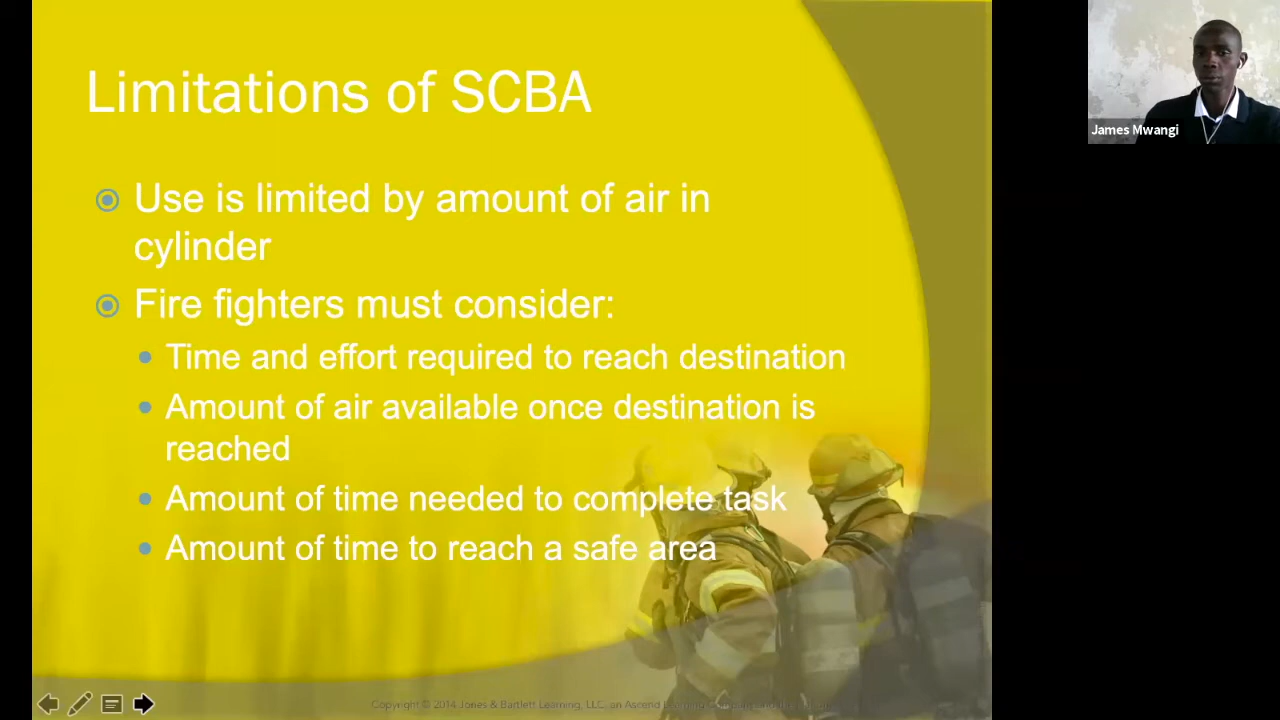 Limitations of SCBA
Use is limited by amount of air in
cylinder
Fire fighters must consider:
Time and effort required to reach destination
Amount of air available once destination is
reached
Amount of time needed to complete task
Amount of time to reach a safe area
Copyright © 2014 Jones & Bartlett Learning, LLC, an Ascend Learning
James Mwangi